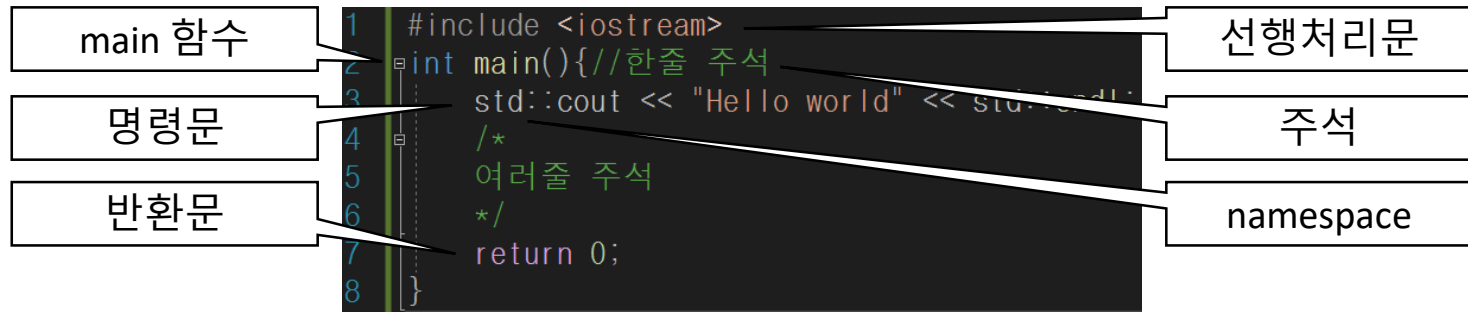 main 함수
명령문
반환문
1 #include <iostream>
2 int main(){//한줄 주석
3 std::cout << "Hello world" << std::endl;
4 /*
5 여러줄 주석
6 */
7 return 0;
8 }
선행처리문
주석
namespace